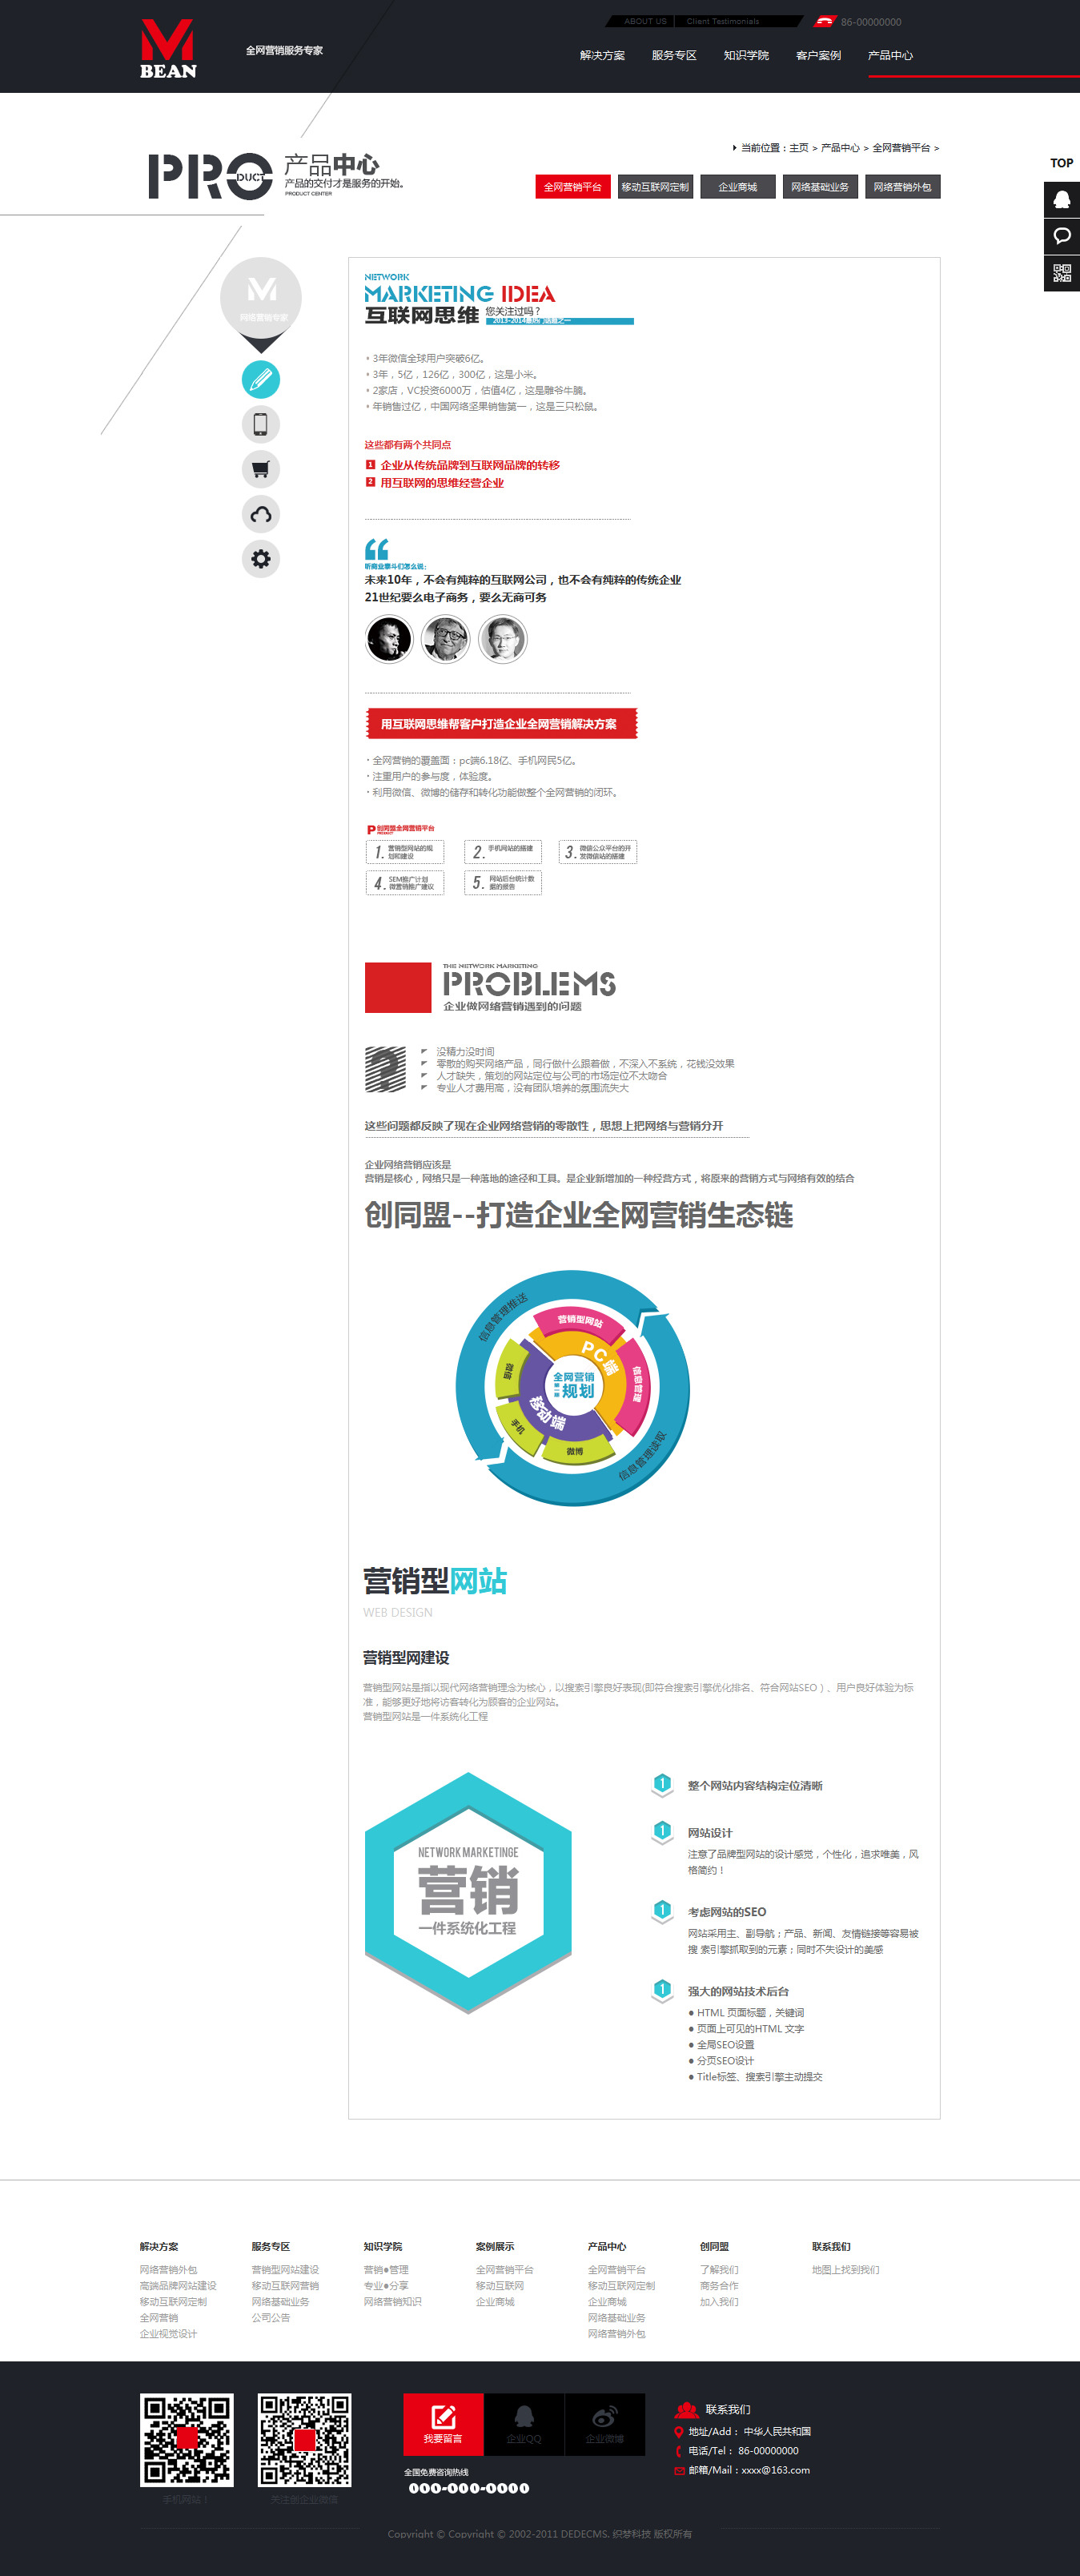 ABOUT US
Client Testimonials
86-00000000
M
BEAN
全网营销服务专家
解决方案
服务专区
知识学院
客户案例
产品中心
当前位置：主页 > 产品中心 > 全网营销平台 >
TOP
PRODUCT
产品中心
产品的交付才是服务的开始。
PRODUCT CENTER
全网营销平台
移动互联网定制
企业商城
网络基础业务
网络营销外包
M
网络营销专家
NETWORK
MARKETING IDEA
互联网思维
您关注过吗？
3年微信全球用户突破6亿。
3年，5亿，126亿，300亿，这是小米。
2家店，VC投资6000万，估值4亿，这是雕爷牛腩。
年销售过亿，中国网络坚果销售第一，这是三只松鼠。
这些都有两个共同点
1 企业从传统品牌到互联网品牌的转移
2 用互联网的思维经营企业
听商业泰斗们怎么说：
未来10年，不会有纯粹的互联网公司，也不会有纯粹的传统企业
21世纪要么电子商务，要么无商可务
用互联网思维帮客户打造企业全网营销解决方案
· 全网营销的覆盖面：pc端6.18亿、手机网民5亿。
· 注重用户的参与度，体验度。
· 利用微信、微博的储存和转化功能做整个全网营销的闭环。
P 创同盟全网营销平台
PRODUCT
1. 营销型网站的规
划和建设
2. 手机网站的搭建
3. 微信公众平台的开
发微信站的搭建
4. SEM推广计划
微营销推广建议
5. 网站后台统计数
据的报告
THE NETWORK MARKETING
PROBLEMS
企业做网络营销遇到的问题
?
没精力没时间
零散的购买网络产品，同行做什么跟着做，不深入不系统，花钱没效果
人才缺失，策划的网站定位与公司的市场定位不太吻合
专业人才费用高，没有团队培养的氛围流失大
这些问题都反映了现在企业网络营销的零散性，思想上把网络与营销分开
企业网络营销应该是
营销是核心，网络只是一种落地的途径和工具。是企业新增加的一种经营方式，将原来的营销方式与网络有效的结合
创同盟--打造企业全网营销生态链
信息管理推送
营销型网站
PC端
信息管理
微信
全网营销
规划
移动端
手机
微博
信息管理读取
营销型网站
WEB DESIGN
营销型网建设
营销型网站是指以现代网络营销理念为核心，以搜索引擎良好表现(即符合搜索引擎优化排名、符合网站SEO）、用户良好体验为标
准，能够更好地将访客转化为顾客的企业网站。
营销型网站是一件系统化工程
NETWORK MARKETINGE
营销
一件系统化工程
1 整个网站内容结构定位清晰
1 网站设计
注意了品牌型网站的设计感觉，个性化，追求唯美，风
格简约！
1 考虑网站的SEO
网站采用主、副导航；产品、新闻、友情链接等容易被
搜 索引擎抓取到的元素；同时不失设计的美感
1 强大的网站技术后台
● HTML 页面标题，关键词
● 页面上可见的HTML 文字
● 全局SEO设置
● 分页SEO设计
● Title标签、搜索引擎主动提交
解决方案
网络营销外包
高端品牌网站建设
移动互联网定制
全网营销
企业视觉设计
服务专区
营销型网站建设
移动互联网营销
网络基础业务
公司公告
知识学院
营销●管理
专业●分享
网络营销知识
案例展示
全网营销平台
移动互联网
企业商城
产品中心
全网营销平台
移动互联网定制
企业商城
网络基础业务
网络营销外包
创同盟
了解我们
商务合作
加入我们
联系我们
地图上找到我们
手机网站！
关注创企业微信
我要留言
企业QQ
企业微博
全国免费咨询热线
联系我们
地址/Add： 中华人民共和国
电话/Tel： 86-00000000
邮箱/Mail：xxxx@163.com
Copyright © Copyright © 2002-2011 DEDECMS. 织梦科技 版权所有